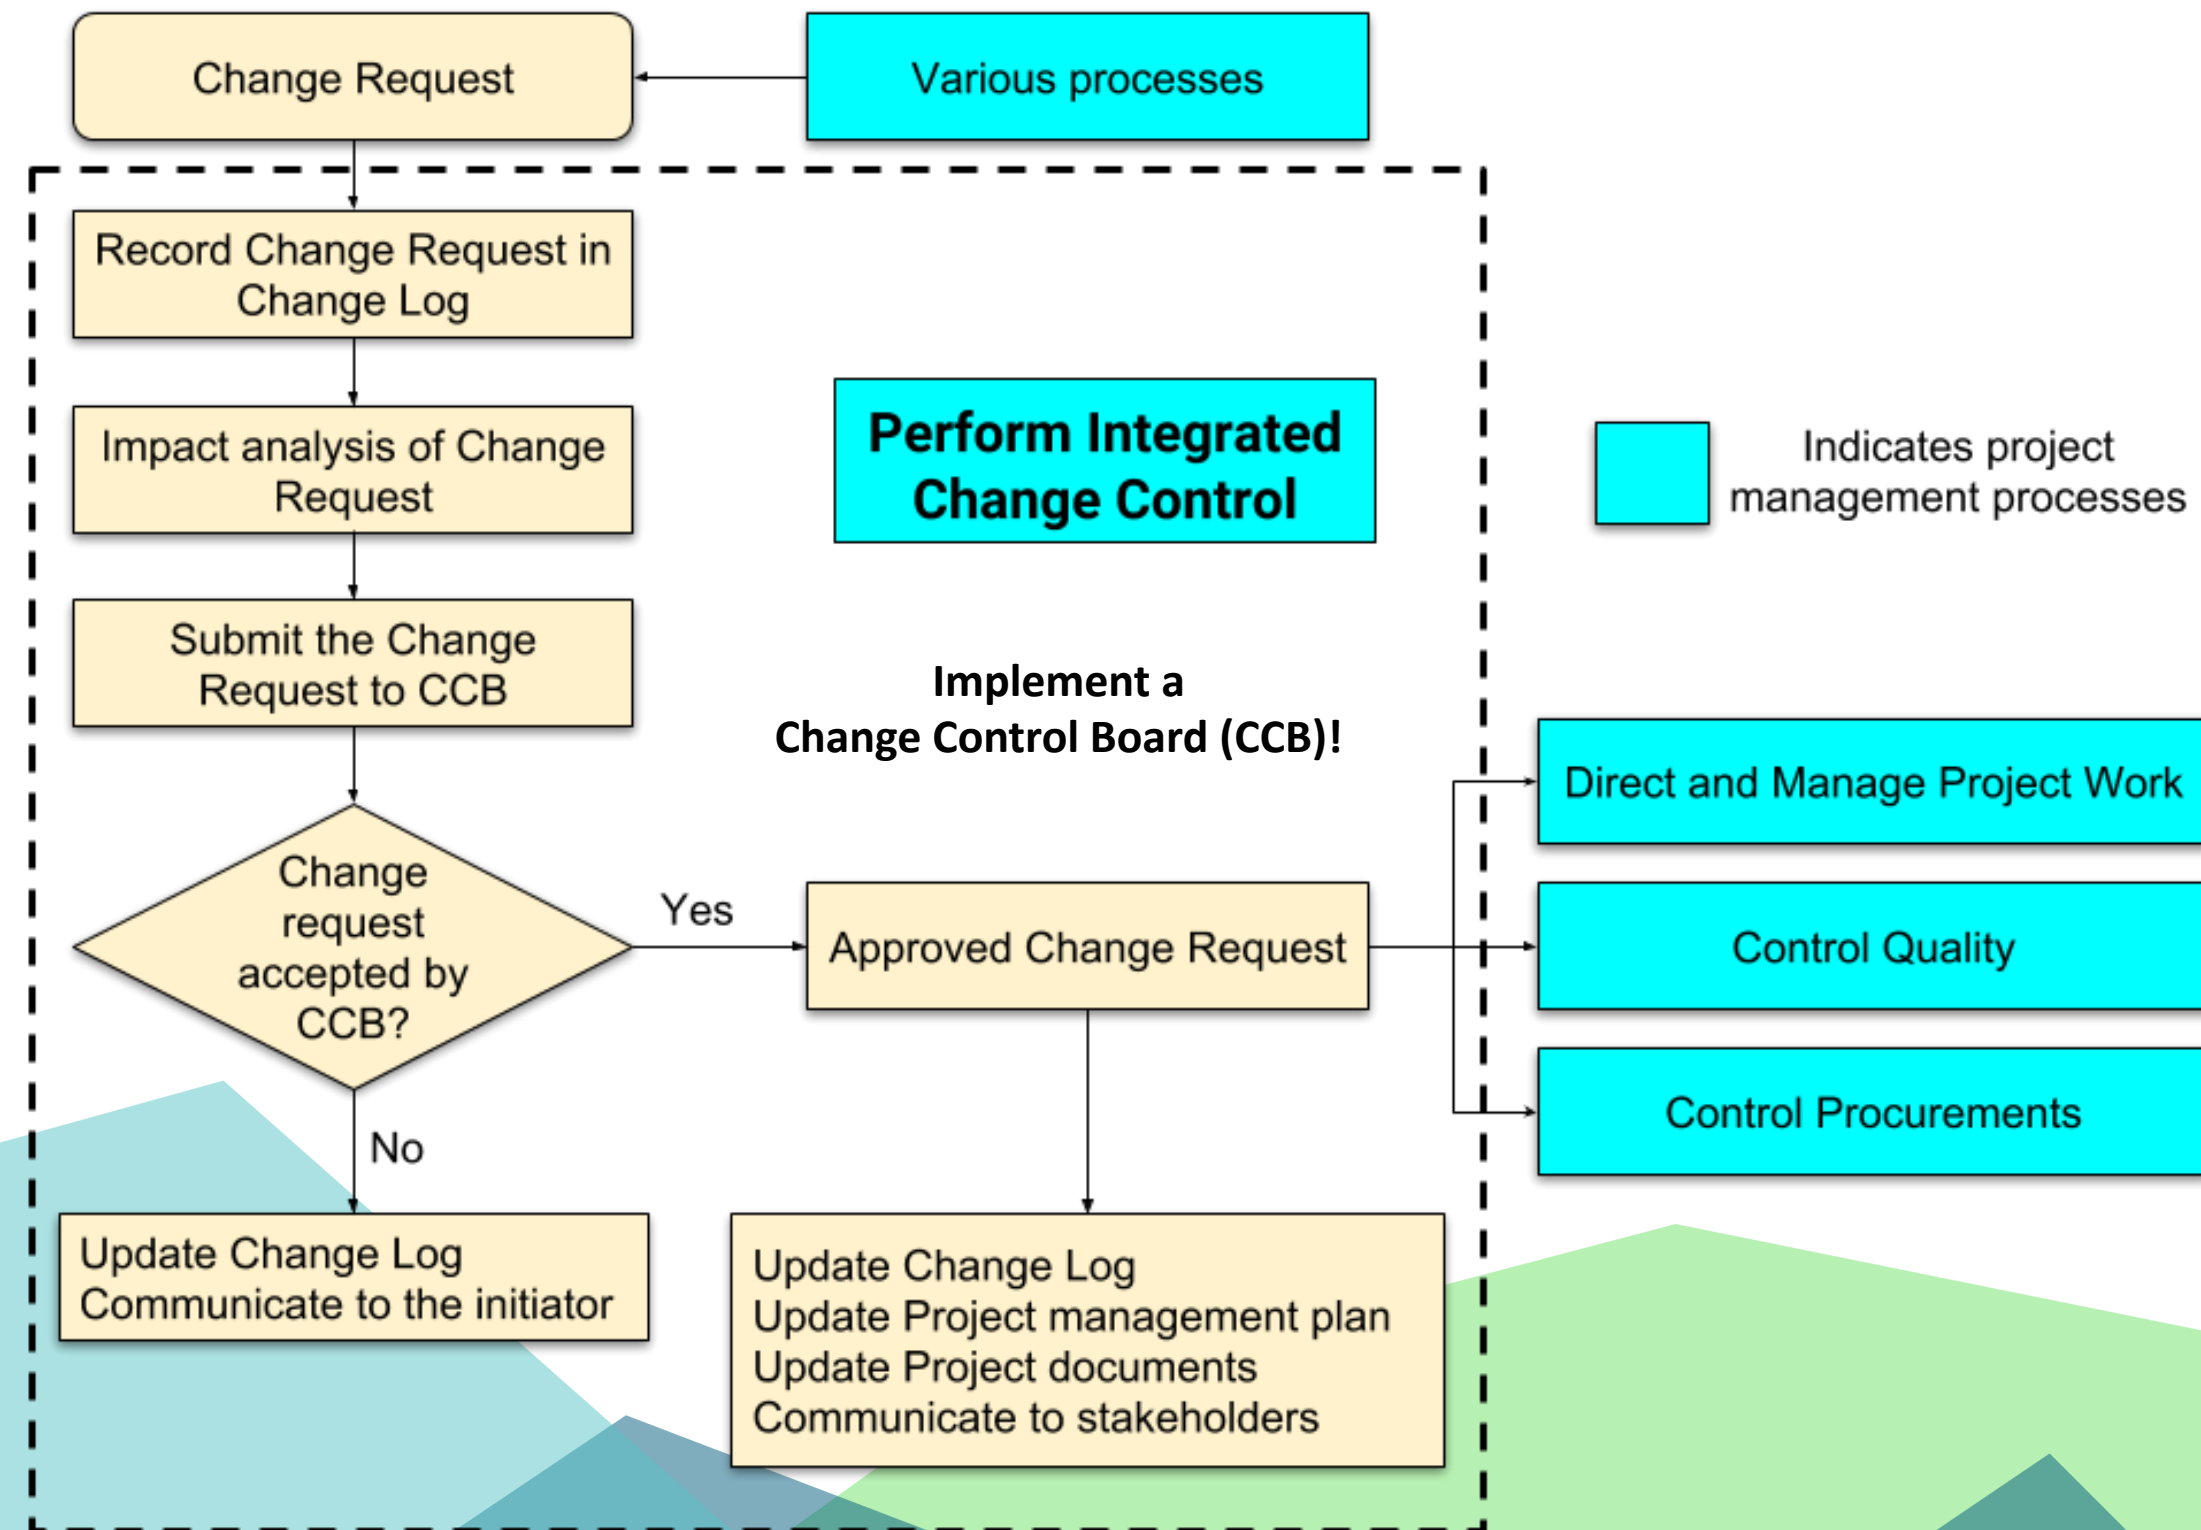 Change Request
Various processes
Record Change Request in
Change Log
Impact analysis of Change
Request
Perform Integrated
Change Control
Indicates project
management processes
Submit the Change
Request to CCB
Implement a
Change Control Board (CCB)!
Direct and Manage Project Work
Change
request
accepted by
CCB?
Yes
Approved Change Request
Control Quality
Control Procurements
No
Update Change Log
Communicate to the initiator
Update Change Log
Update Project management plan
Update Project documents
Communicate to stakeholders